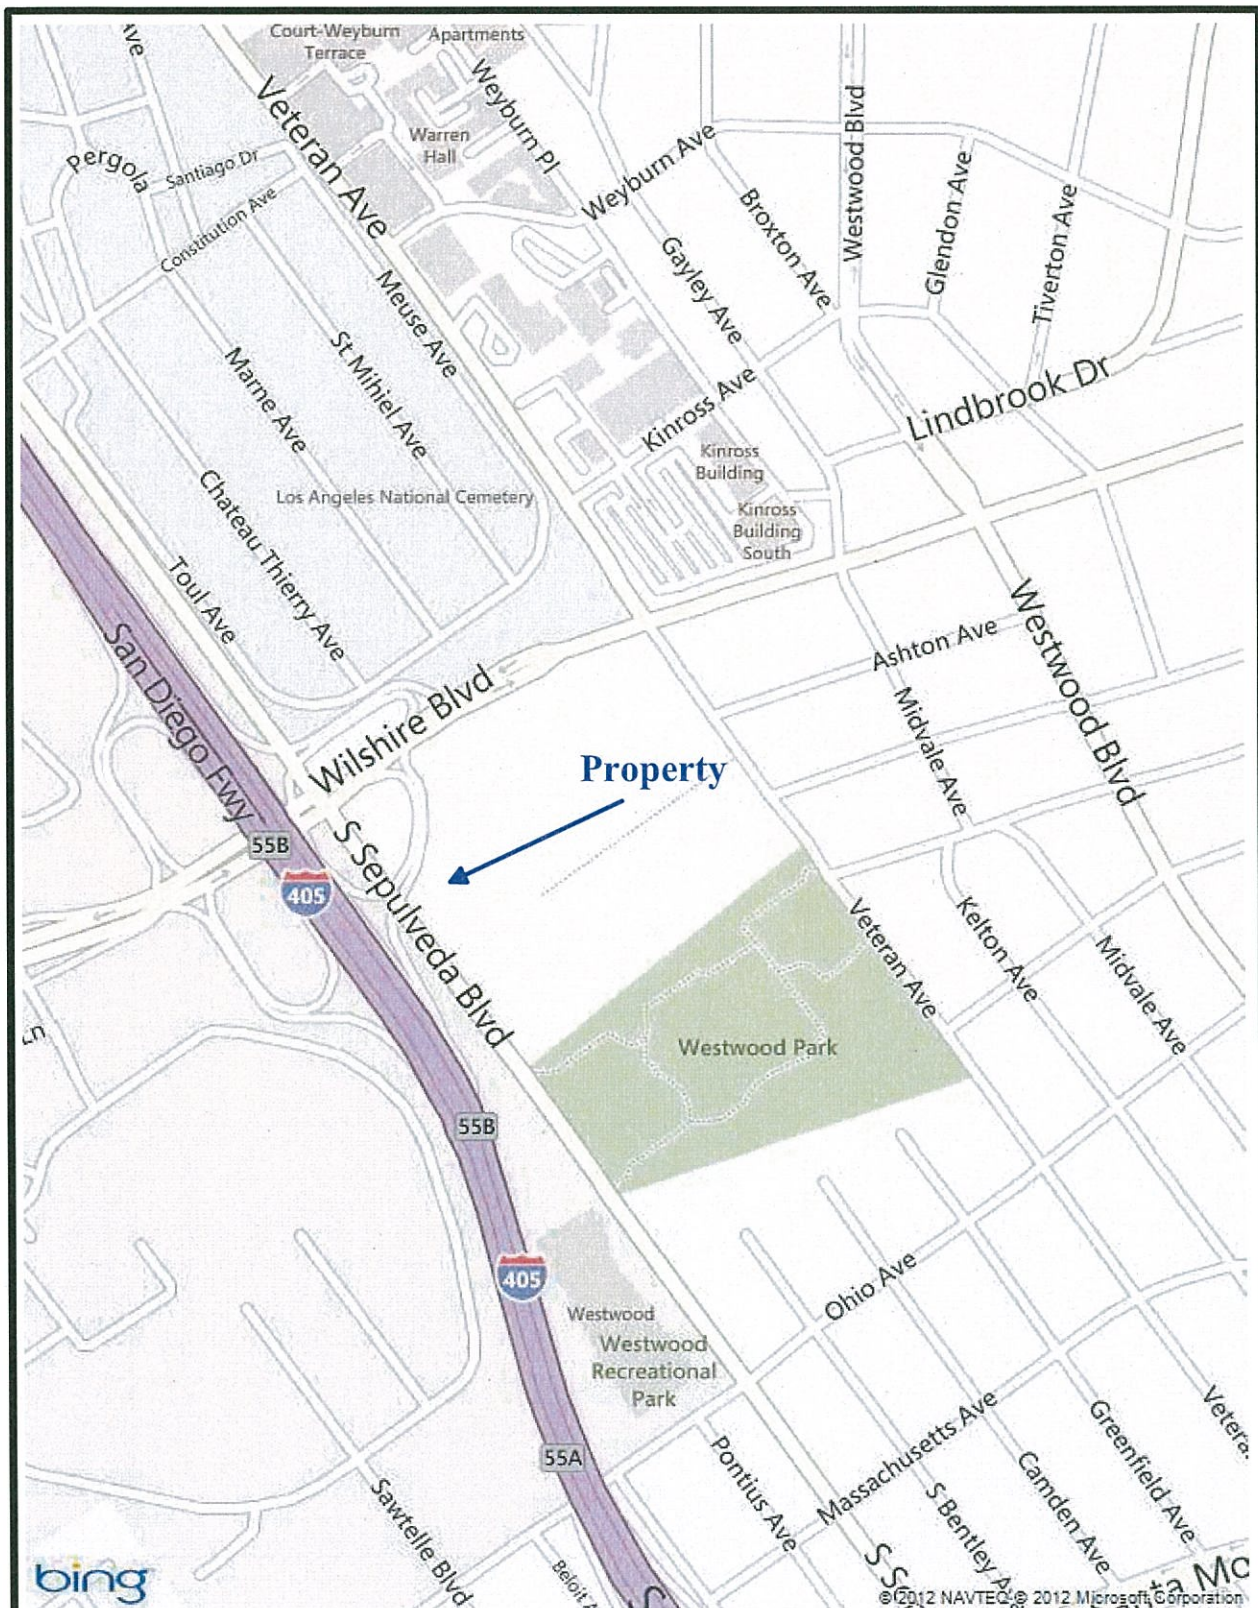 Ave
Court-Weyburn
Terrace
Apartments
Weyburn Pl
Veteran Ave
Warren
Hall
Westwood Blvd
Weyburn Ave
Pergola
Santiago Dr
Constitution Ave
Broxton Ave
Glendon Ave
Tiverton Ave
Gayley Ave
Meuse Ave
St Mihiel Ave
Marne Ave
Kinross Ave
Lindbrook Dr
Kinross
Building
Los Angeles National Cemetery
Chateau Thierry Ave
Kinross
Building
South
Toul Ave
San Diego Fwy
Wilshire Blvd
Ashton Ave
Westwood Blvd
Midvale Ave
Property
55B
405
S Sepulveda Blvd
Veteran Ave
Kelton Ave
Midvale Ave
Ln
Westwood Park
55B
405
Ohio Ave
Westwood
Westwood
Recreational
Park
55A
Pontius Ave
Massachusetts Ave
Greenfield Ave
Camden Ave
S Bentley
Sawtelle Blvd
Beloit
bing
© 2012 NAVTEQ © 2012 Microsoft Corporation